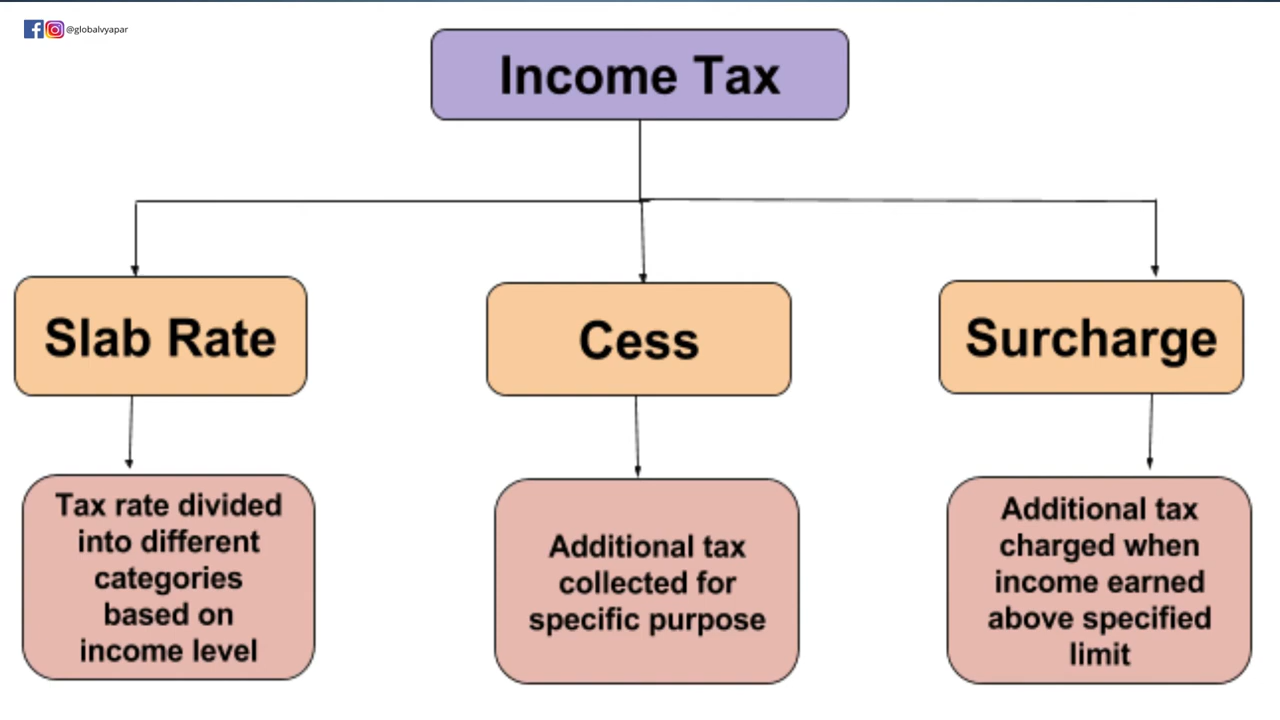 @globalvyapar
Income Tax
Slab Rate
Cess
Surcharge
Tax rate divided
into different
categories
based on
income level
Additional tax
collected for
specific purpose
Additional tax
charged when
income earned
above specified
limit